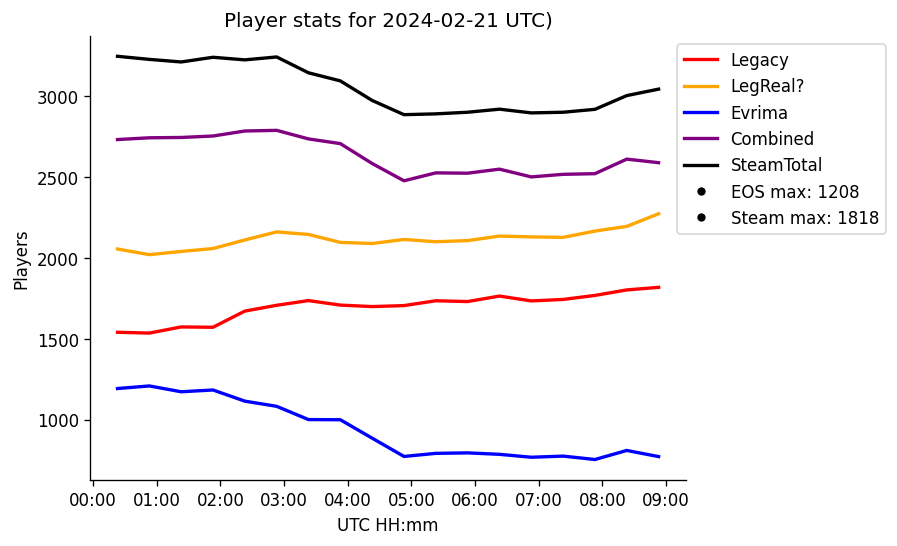 Player stats for 2024-02-21 UTC)
Legacy
LegReal?
Evrima
Combined
SteamTotal
EOS max: 1208
Steam max: 1818
Players
3000
2500
2000
1500
1000
00:00 01:00 02:00 03:00 04:00 05:00 06:00 07:00 08:00 09:00
UTC HH:mm